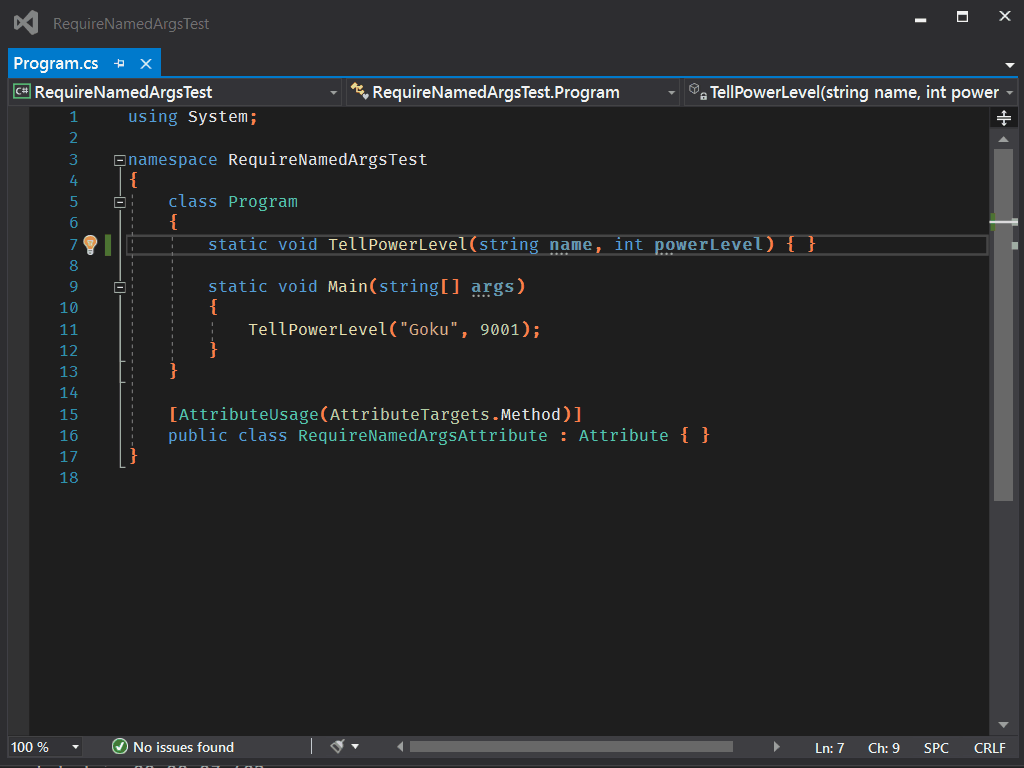 RequireNamedArgsTest
Program.cs
RequireNamedArgsTest RequireNamedArgsTest.Program TellPowerLevel(string name, int power
1 using System;
2
3 namespace RequireNamedArgsTest
4 {
5 class Program
6 {
7 static void TellPowerLevel(string name, int powerLevel) { }
8
9 static void Main(string[] args)
10 {
11 TellPowerLevel("Goku", 9001);
12 }
13 }
14
15 [AttributeUsage(AttributeTargets.Method)]
16 public class RequireNamedArgsAttribute : Attribute { }
17 }
18
100 % No issues found Ln: 7 Ch: 9 SPC CRLF